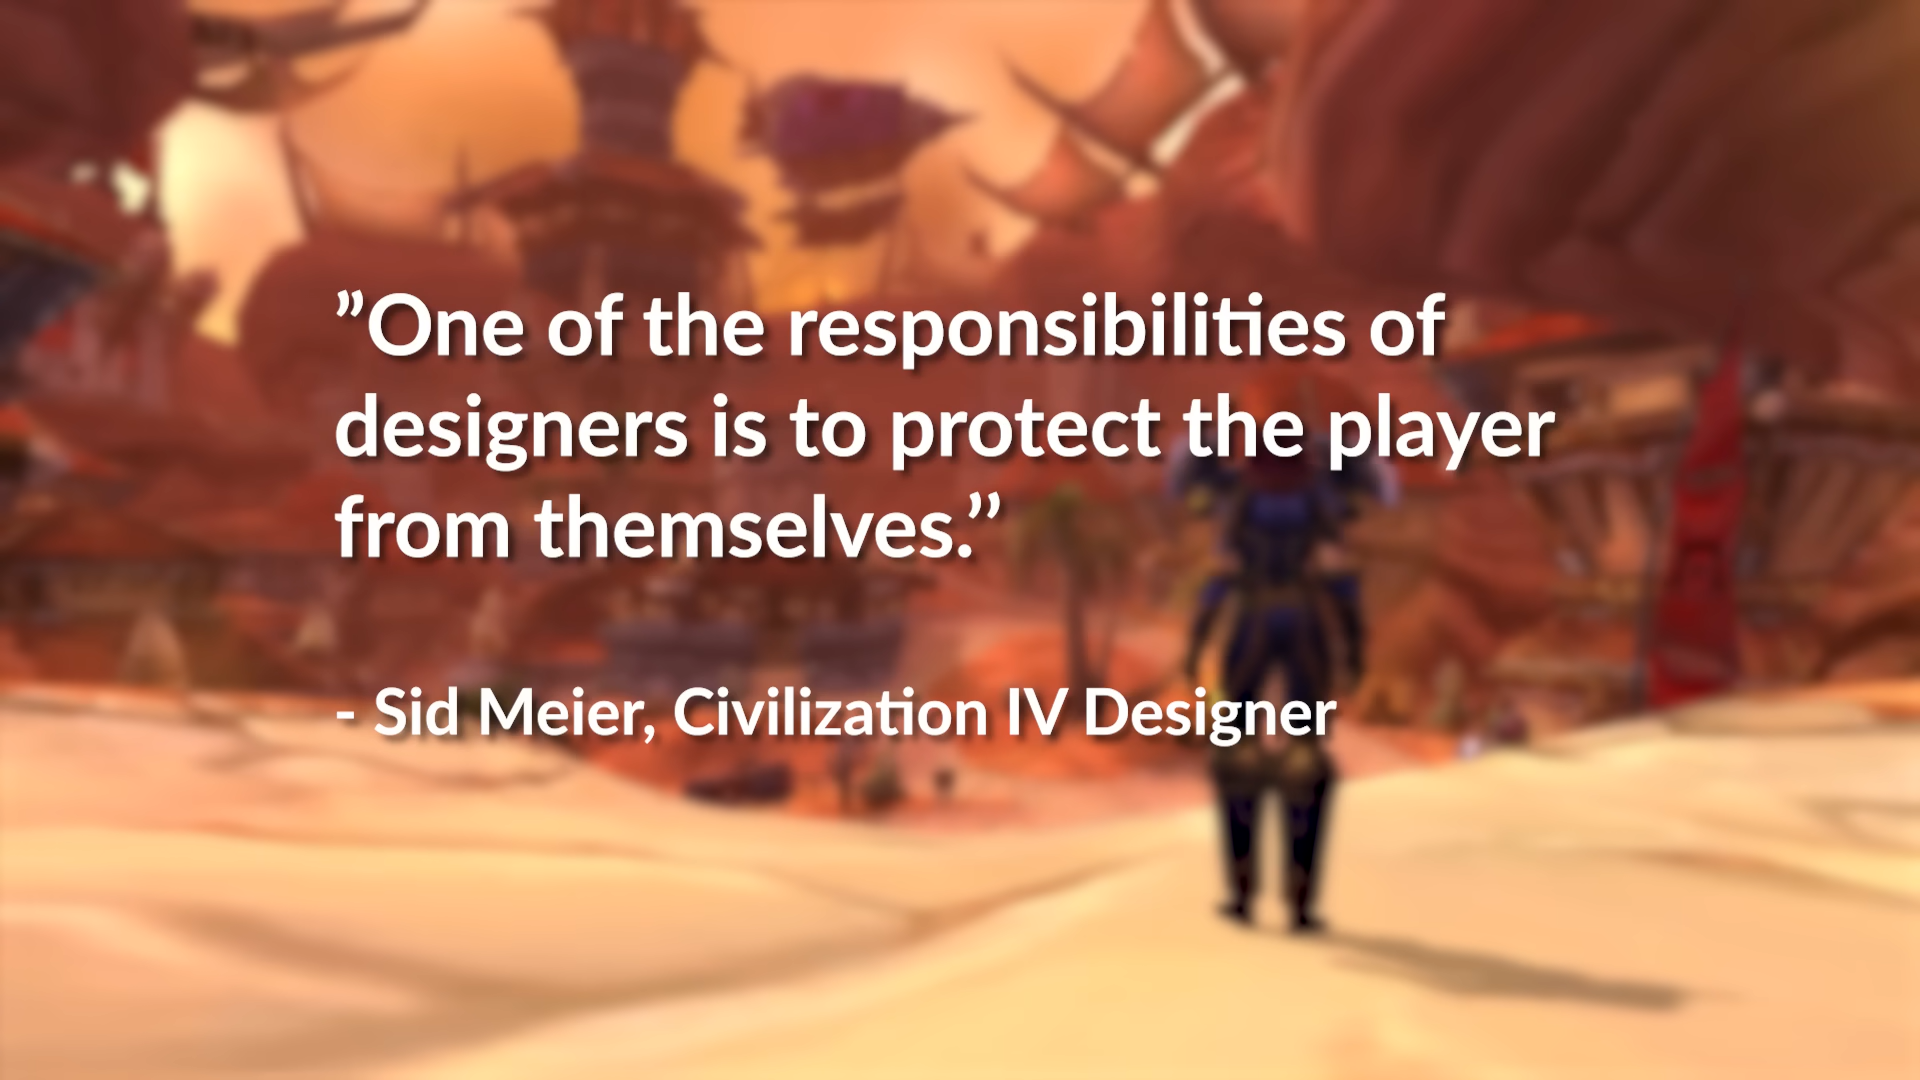 ”One of the responsibilities of
designers is to protect the player
from themselves.’’
- Sid Meier, Civilization IV Designer